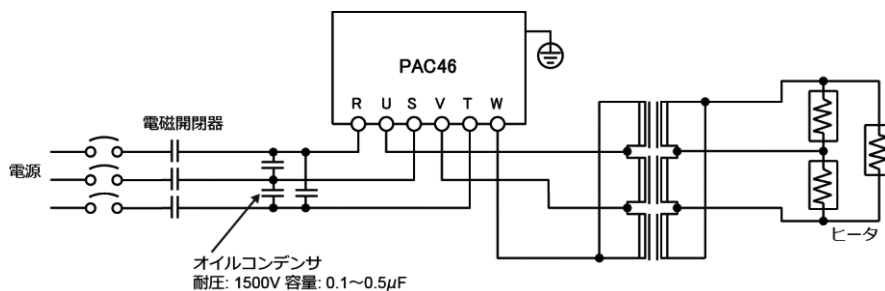 PAC46
R U S V T W
電磁開閉器
電源
オイルコンデンサ
耐圧: 1500V 容量: 0.1～0.5μF
ヒータ